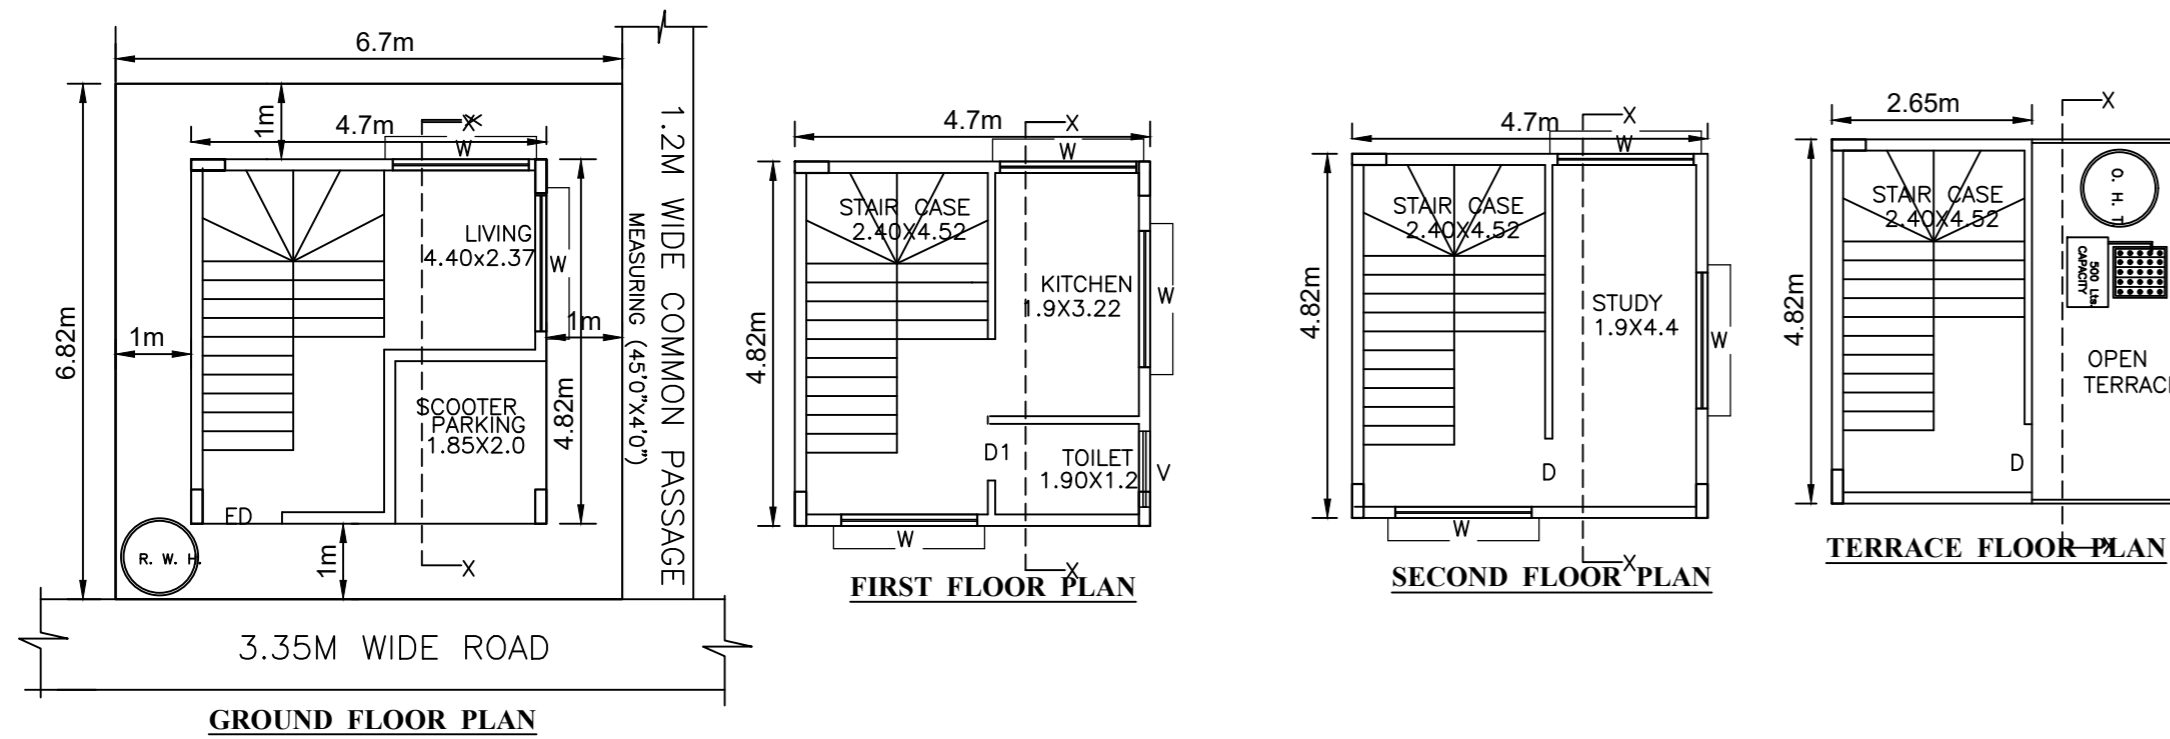 6.7m
1m
4.7m
X
W
LIVING
4.40x2.37
W
6.82m
1m
1m
SCOOTER
PARKING
1.85X2.0
4.82m
ED
R. W. H.
1m
X
1.2M WIDE COMMON PASSAGE
MEASURING (45'0"X4'0")
3.35M WIDE ROAD
GROUND FLOOR PLAN
4.7m
X
W
STAIR CASE
2.40X4.52
KITCHEN
1.9X3.22
W
4.82m
D1
TOILET
1.90X1.2
V
W
X
FIRST FLOOR PLAN
4.7m
X
W
STAIR CASE
2.40X4.52
STUDY
1.9X4.4
W
4.82m
D
W
X
SECOND FLOOR PLAN
2.65m
X
O. H. T
STAIR CASE
2.40X4.52
500 Lts.
CAPACITY
4.82m
OPEN
TERRAC
D
X
TERRACE FLOOR PLAN